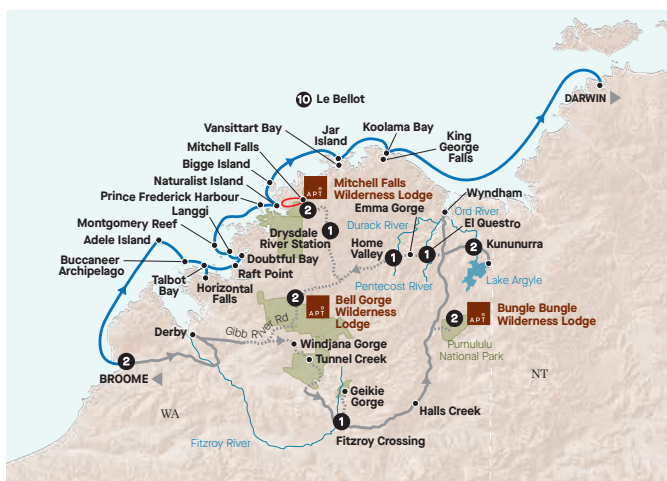 DARWIN
10 Le Bellot
Vansittart Bay
Jar
Island
Koolama Bay
King
George
Falls
Mitchell Falls
Bigge Island
Naturalist Island
Prince Frederick Harbour
Langgi
Montgomery Reef
Adele Island
Buccaneer
Archipelago
Talbot
Bay
Horizontal
Falls
Raft Point
Doubtful Bay
APT
Mitchell Falls
Wilderness Lodge
2
Drysdale
River Station
1
Emma Gorge
Durack River
Home
Valley
1
1
El Questro
Wyndham
Ord River
2
Kununurra
Lake Argyle
Pentecost River
2
APT
Bell Gorge
Wilderness
Lodge
2
APT
Bungle Bungle
Wilderness Lodge
Purnululu
National Park
Derby
Gibb River Rd
Windjana Gorge
Tunnel Creek
2
BROOME
Geikie
Gorge
1
Fitzroy Crossing
Halls Creek
Fitzroy River
WA
NT